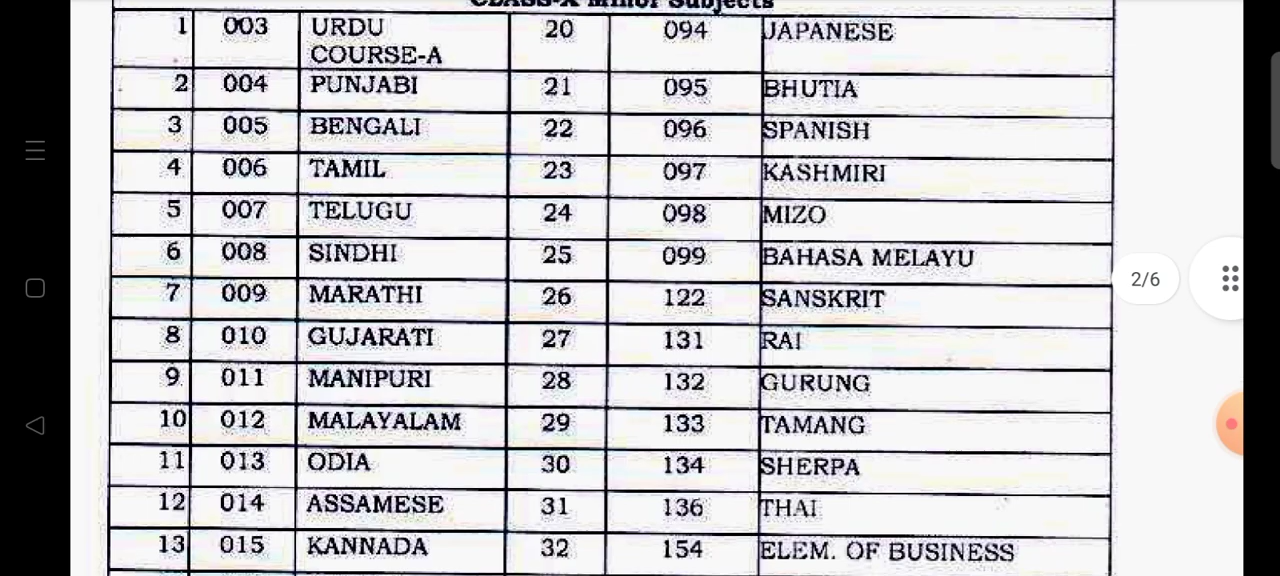 CLASS-X Minor Subjects
1 003 URDU COURSE-A 20 094 JAPANESE
2 004 PUNJABI 21 095 BHUTIA
3 005 BENGALI 22 096 SPANISH
4 006 TAMIL 23 097 KASHMIRI
5 007 TELUGU 24 098 MIZO
6 008 SINDHI 25 099 BAHASA MELAYU
7 009 MARATHI 26 122 SANSKRIT
8 010 GUJARATI 27 131 RAI
9 011 MANIPURI 28 132 GURUNG
10 012 MALAYALAM 29 133 TAMANG
11 013 ODIA 30 134 SHERPA
12 014 ASSAMESE 31 136 THAI
13 015 KANNADA 32 154 ELEM. OF BUSINESS
2/6